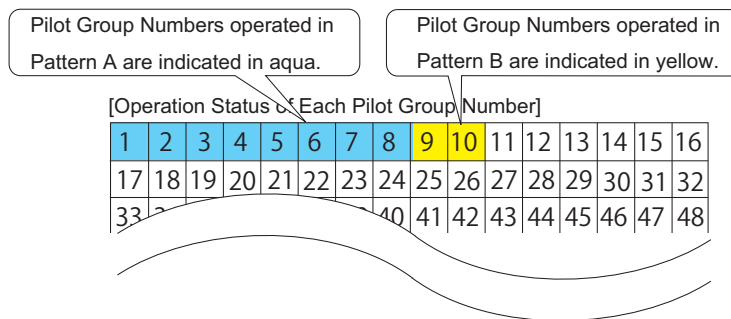 Pilot Group Numbers operated in
Pattern A are indicated in aqua.
Pilot Group Numbers operated in
Pattern B are indicated in yellow.
[Operation Status of Each Pilot Group Number]
1 2 3 4 5 6 7 8 9 10 11 12 13 14 15 16
17 18 19 20 21 22 23 24 25 26 27 28 29 30 31 32
33 40 41 42 43 44 45 46 47 48